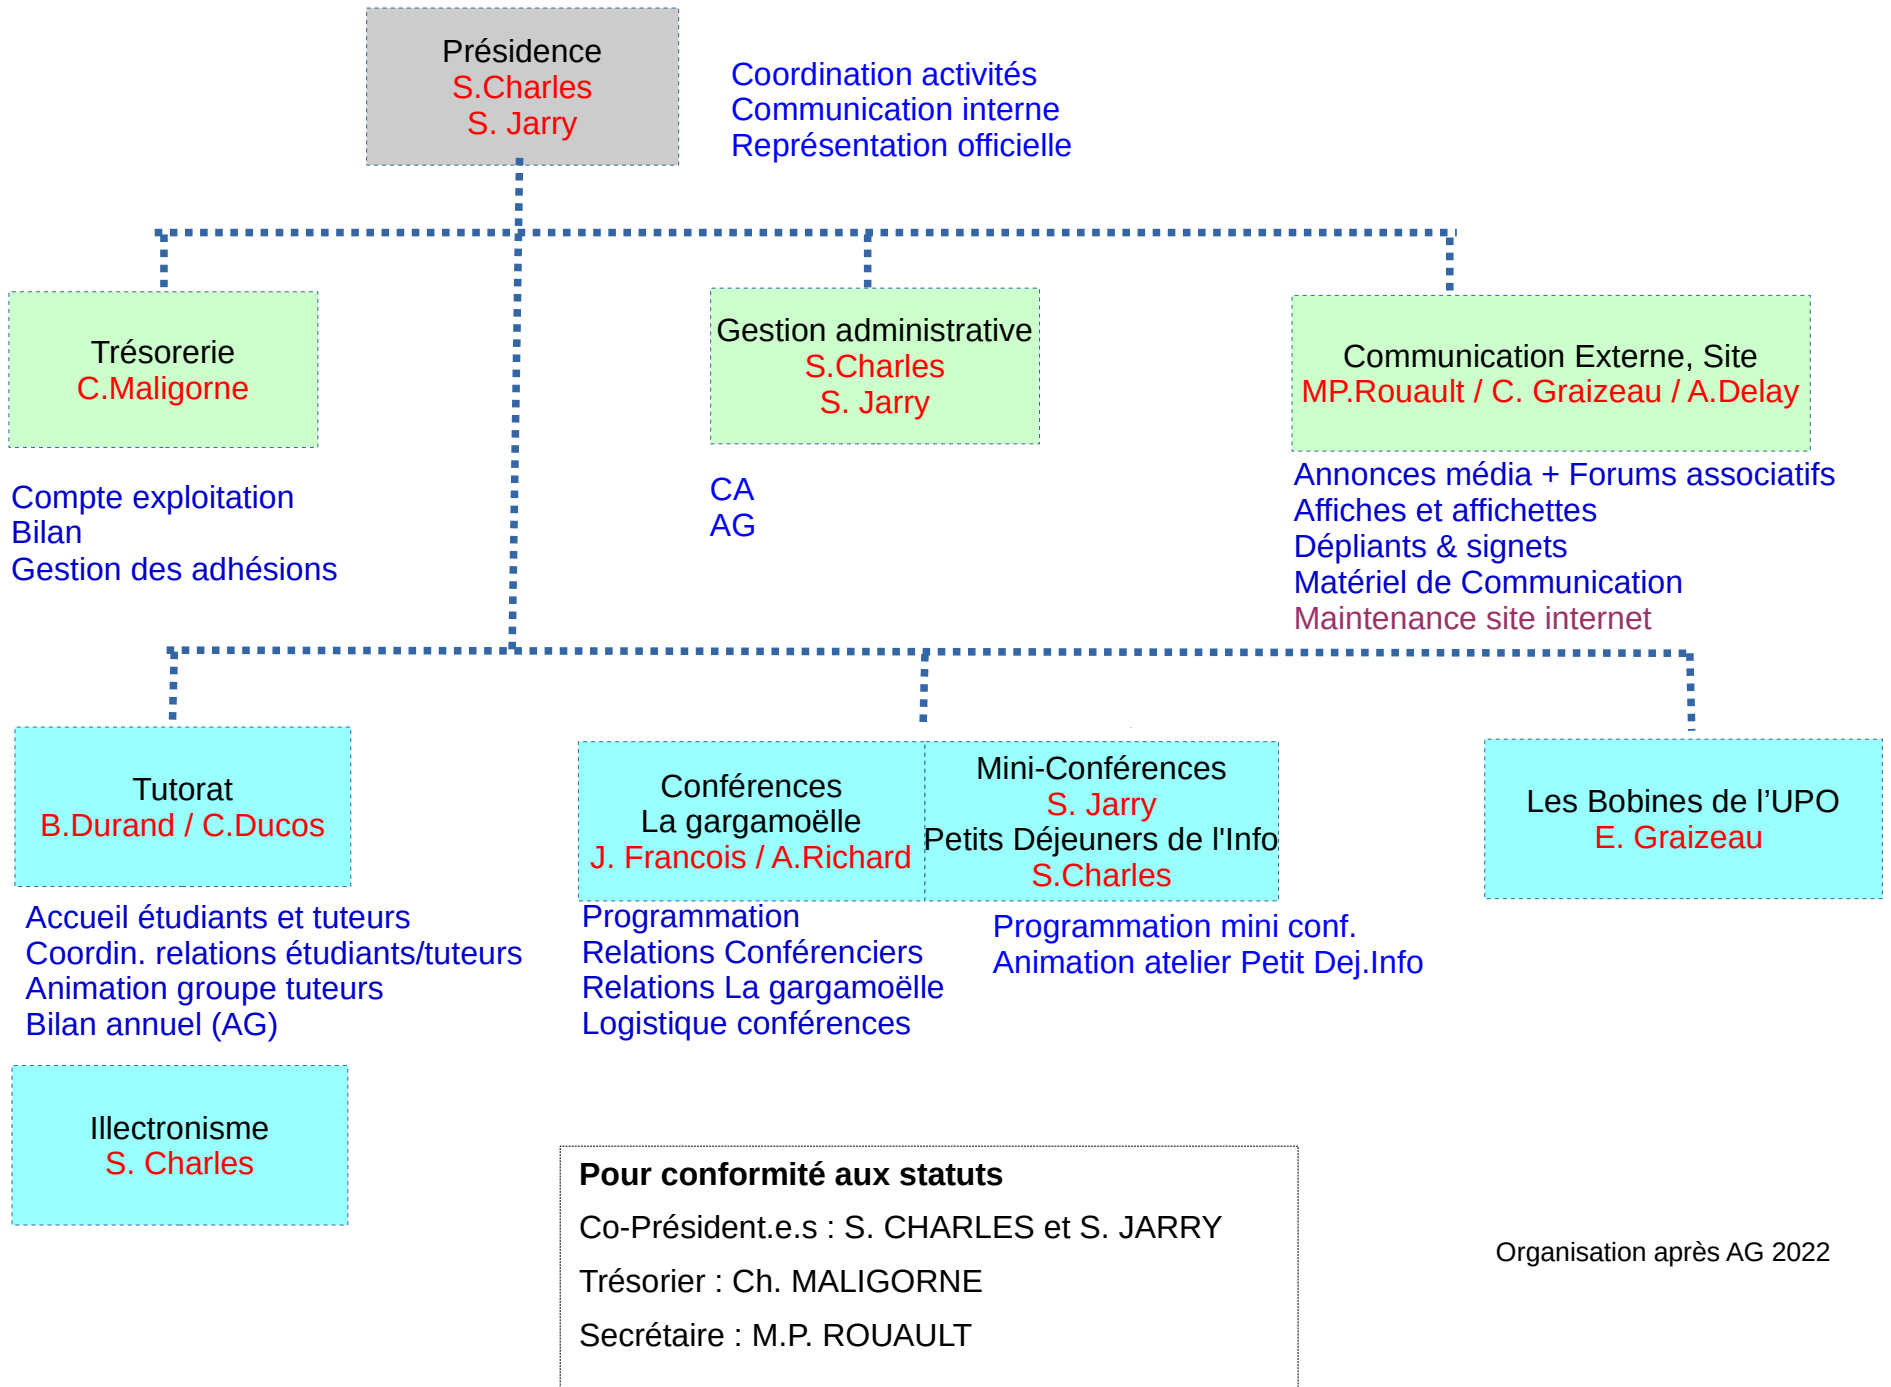 Présidence
S.Charles
S. Jarry
Coordination activités
Communication interne
Représentation officielle
Trésorerie
C.Maligorne
Compte exploitation
Bilan
Gestion des adhésions
Gestion administrative
S.Charles
S. Jarry
CA
AG
Communication Externe, Site
MP.Rouault / C. Graizeau / A.Delay
Annonces média + Forums associatifs
Affiches et affichettes
Dépliants & signets
Matériel de Communication
Maintenance site internet
Tutorat
B.Durand / C.Ducos
Accueil étudiants et tuteurs
Coordin. relations étudiants/tuteurs
Animation groupe tuteurs
Bilan annuel (AG)
Conférences
La gargamoëlle
J. Francois / A.Richard
Programmation
Relations Conférenciers
Relations La gargamoëlle
Logistique conférences
Mini-Conférences
S. Jarry
Petits Déjeuners de l'Info
S.Charles
Programmation mini conf.
Animation atelier Petit Dej.Info
Les Bobines de l’UPO
E. Graizeau
Illectronisme
S. Charles
Pour conformité aux statuts
Co-Président.e.s : S. CHARLES et S. JARRY
Trésorier : Ch. MALIGORNE
Secrétaire : M.P. ROUAULT
Organisation après AG 2022